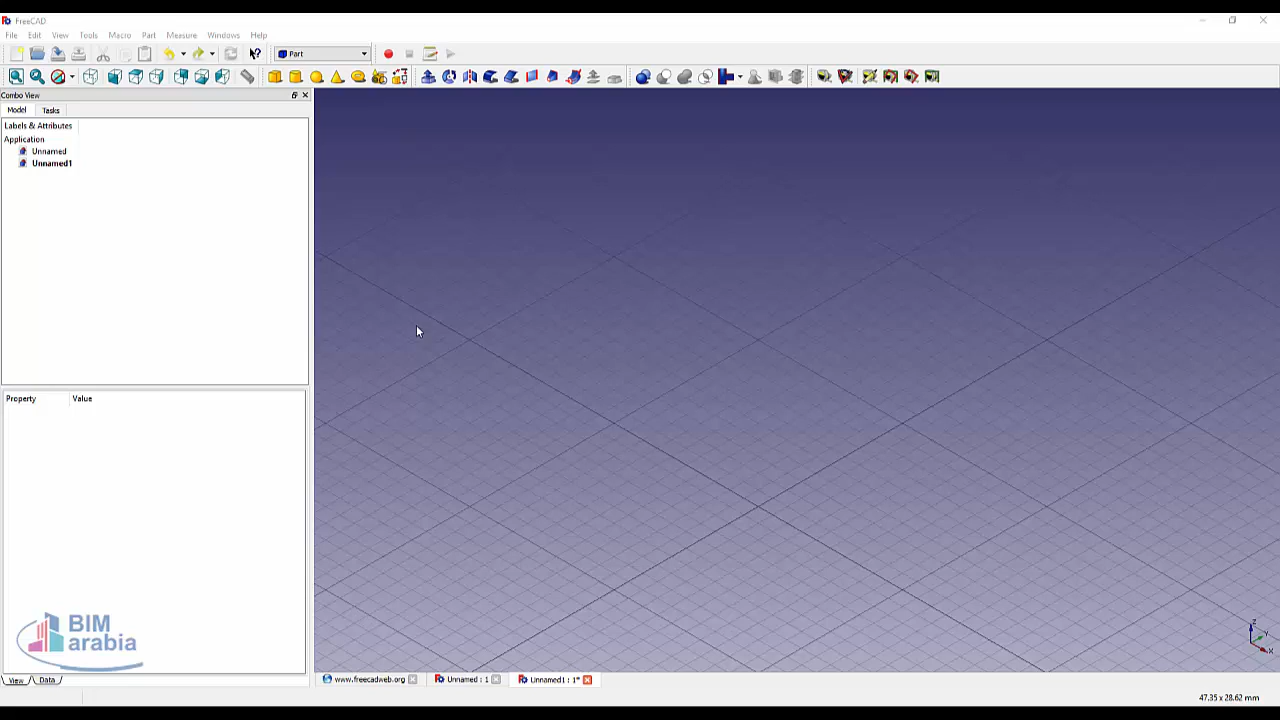 FreeCAD
File Edit View Tools Macro Part Measure Windows Help
Part
Combo View
Model Tasks
Labels & Attributes
Application
Unnamed
Unnamed1
Property Value
BIM
arabia
View Data
www.freecadweb.org Unnamed : 1 Unnamed1 : 1*
Z
Y
X
47.35 x 28.62 mm